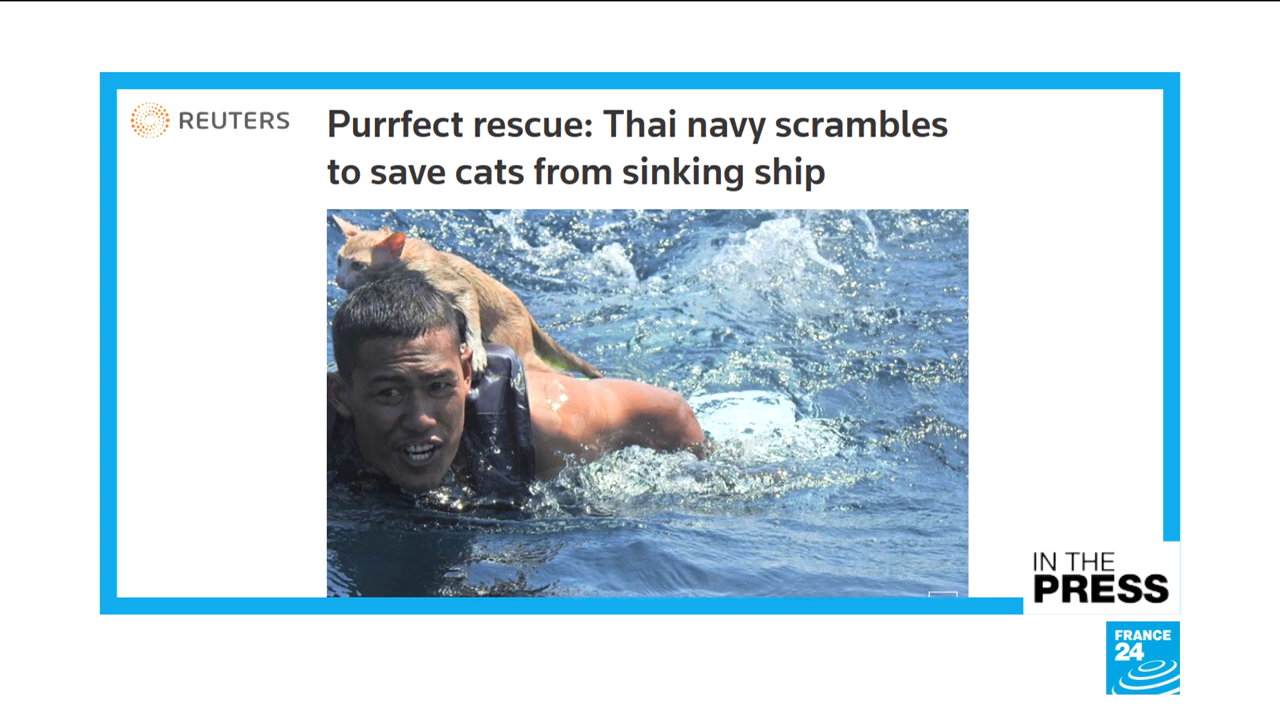 REUTERS
Purrfect rescue: Thai navy scrambles
to save cats from sinking ship
IN THE
PRESS
FRANCE
24